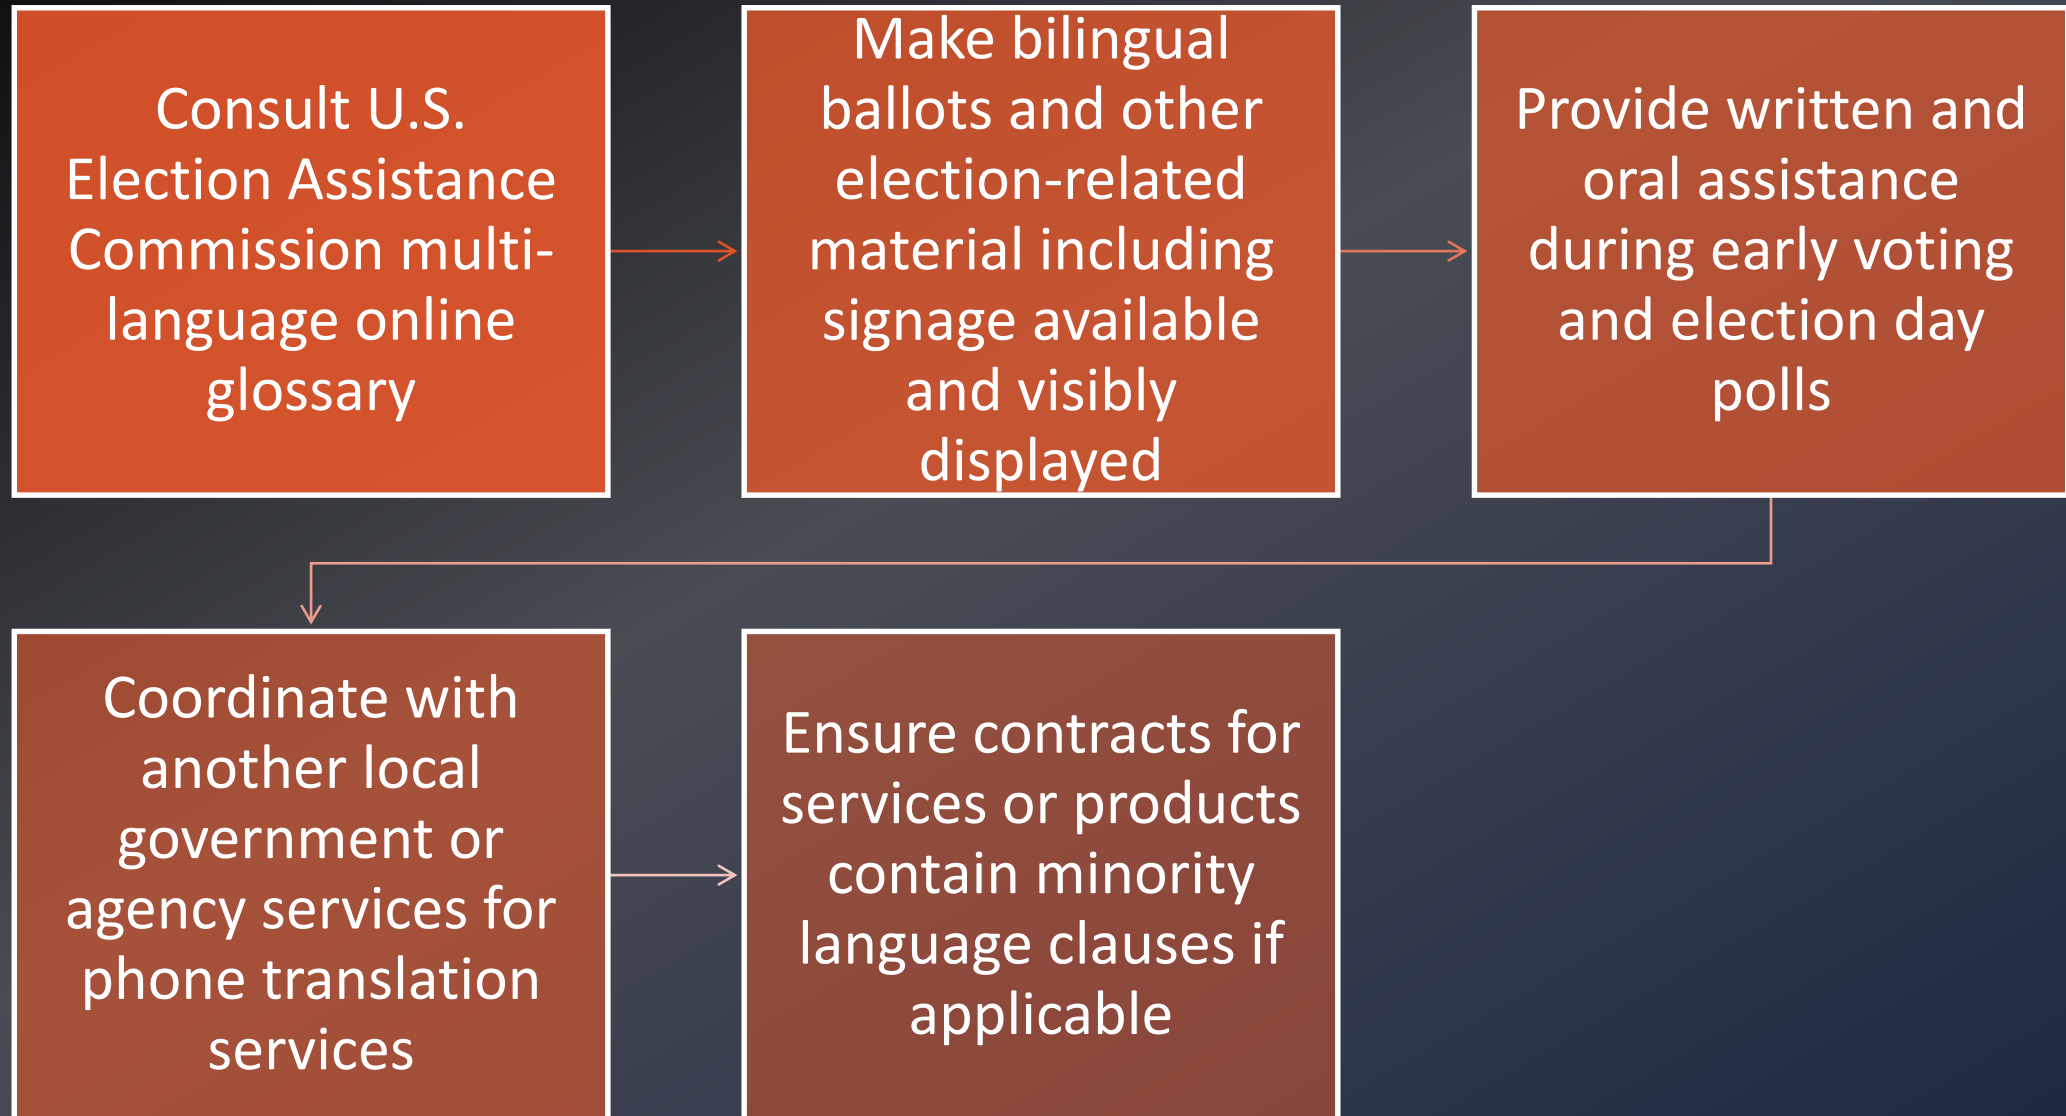 Consult U.S.
Election Assistance
Commission multi-
language online
glossary
Make bilingual
ballots and other
election-related
material including
signage available
and visibly
displayed
Provide written and
oral assistance
during early voting
and election day
polls
Coordinate with
another local
government or
agency services for
phone translation
services
Ensure contracts for
services or products
contain minority
language clauses if
applicable